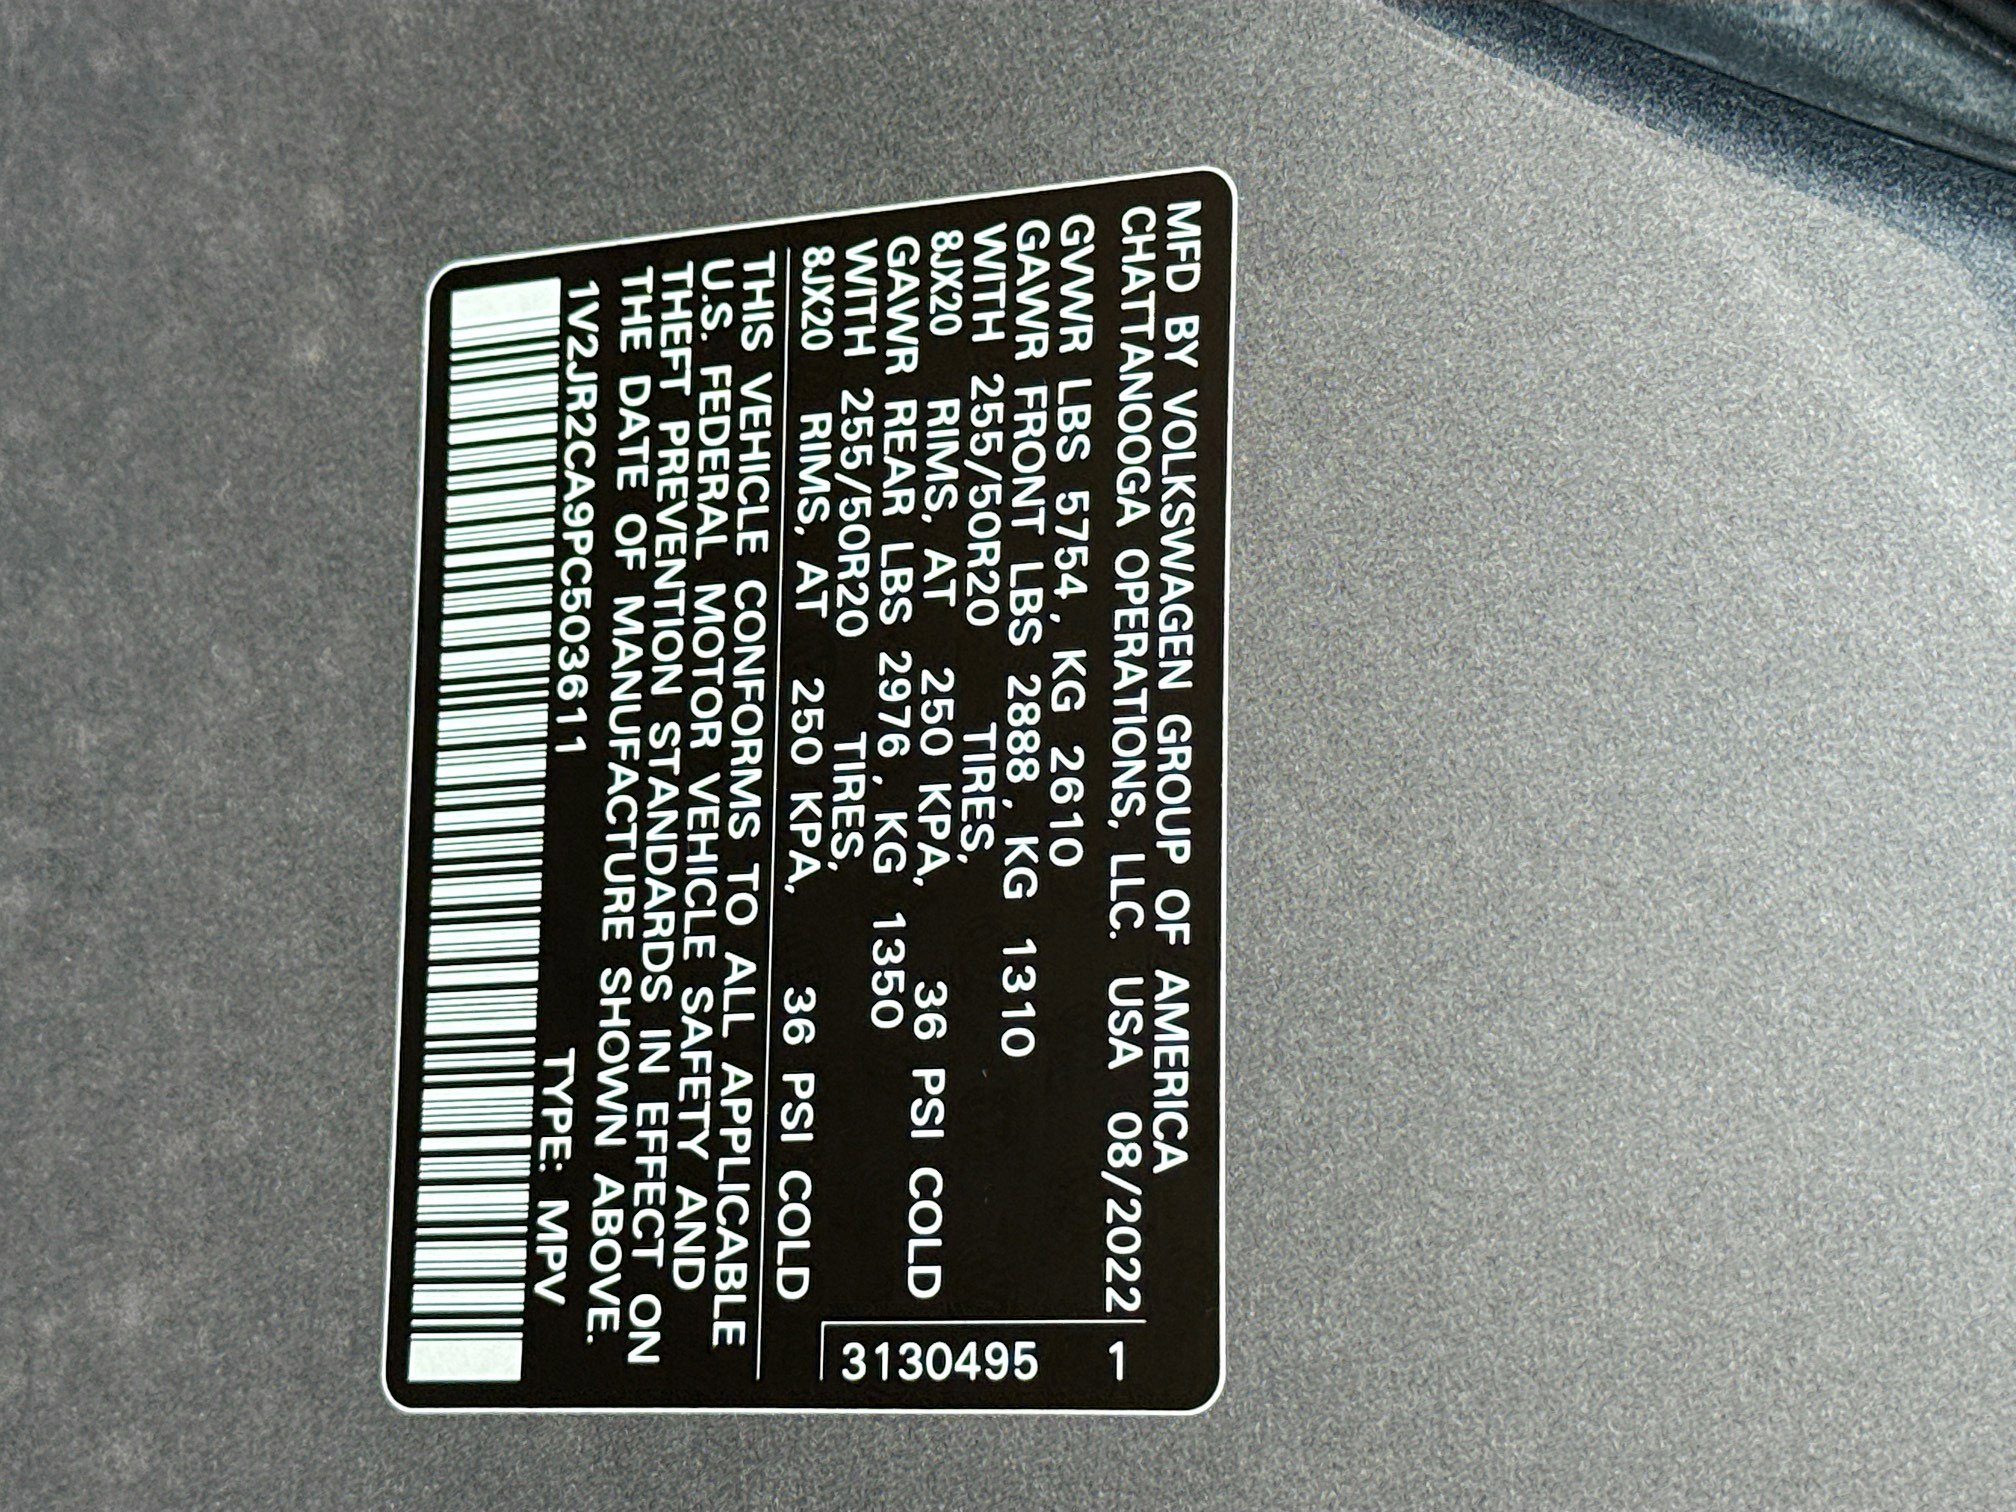 MFD BY VOLKSWAGEN GROUP OF AMERICA
CHATTANOOGA OPERATIONS, LLC. USA 08/2022 1
GVWR LBS 5754, KG 2610
GAWR FRONT LBS 2888, KG 1310
WITH 255/50R20 TIRES,
8JX20 RIMS, AT 250 KPA, 36 PSI COLD
GAWR REAR LBS 2976, KG 1350
WITH 255/50R20 TIRES,
8JX20 RIMS, AT 250 KPA, 36 PSI COLD
3130495
THIS VEHICLE CONFORMS TO ALL APPLICABLE
U.S. FEDERAL MOTOR VEHICLE SAFETY AND
THEFT PREVENTION STANDARDS IN EFFECT ON
THE DATE OF MANUFACTURE SHOWN ABOVE.
1V2JR2CA9PC503611 TYPE: MPV